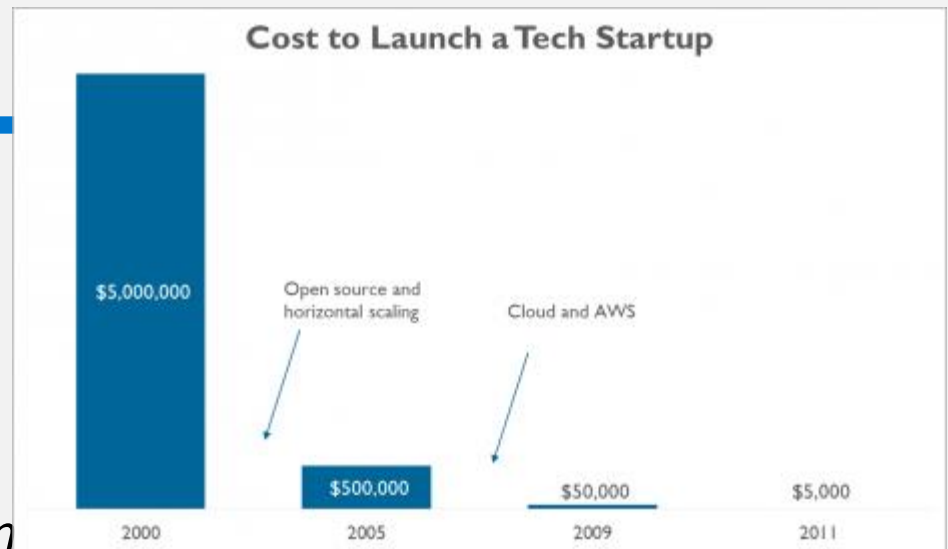 Cost to Launch a Tech Startup
$5,000,000
Open source and
horizontal scaling
Cloud and AWS
$500,000
$50,000
$5,000
2000
2005
2009
2011